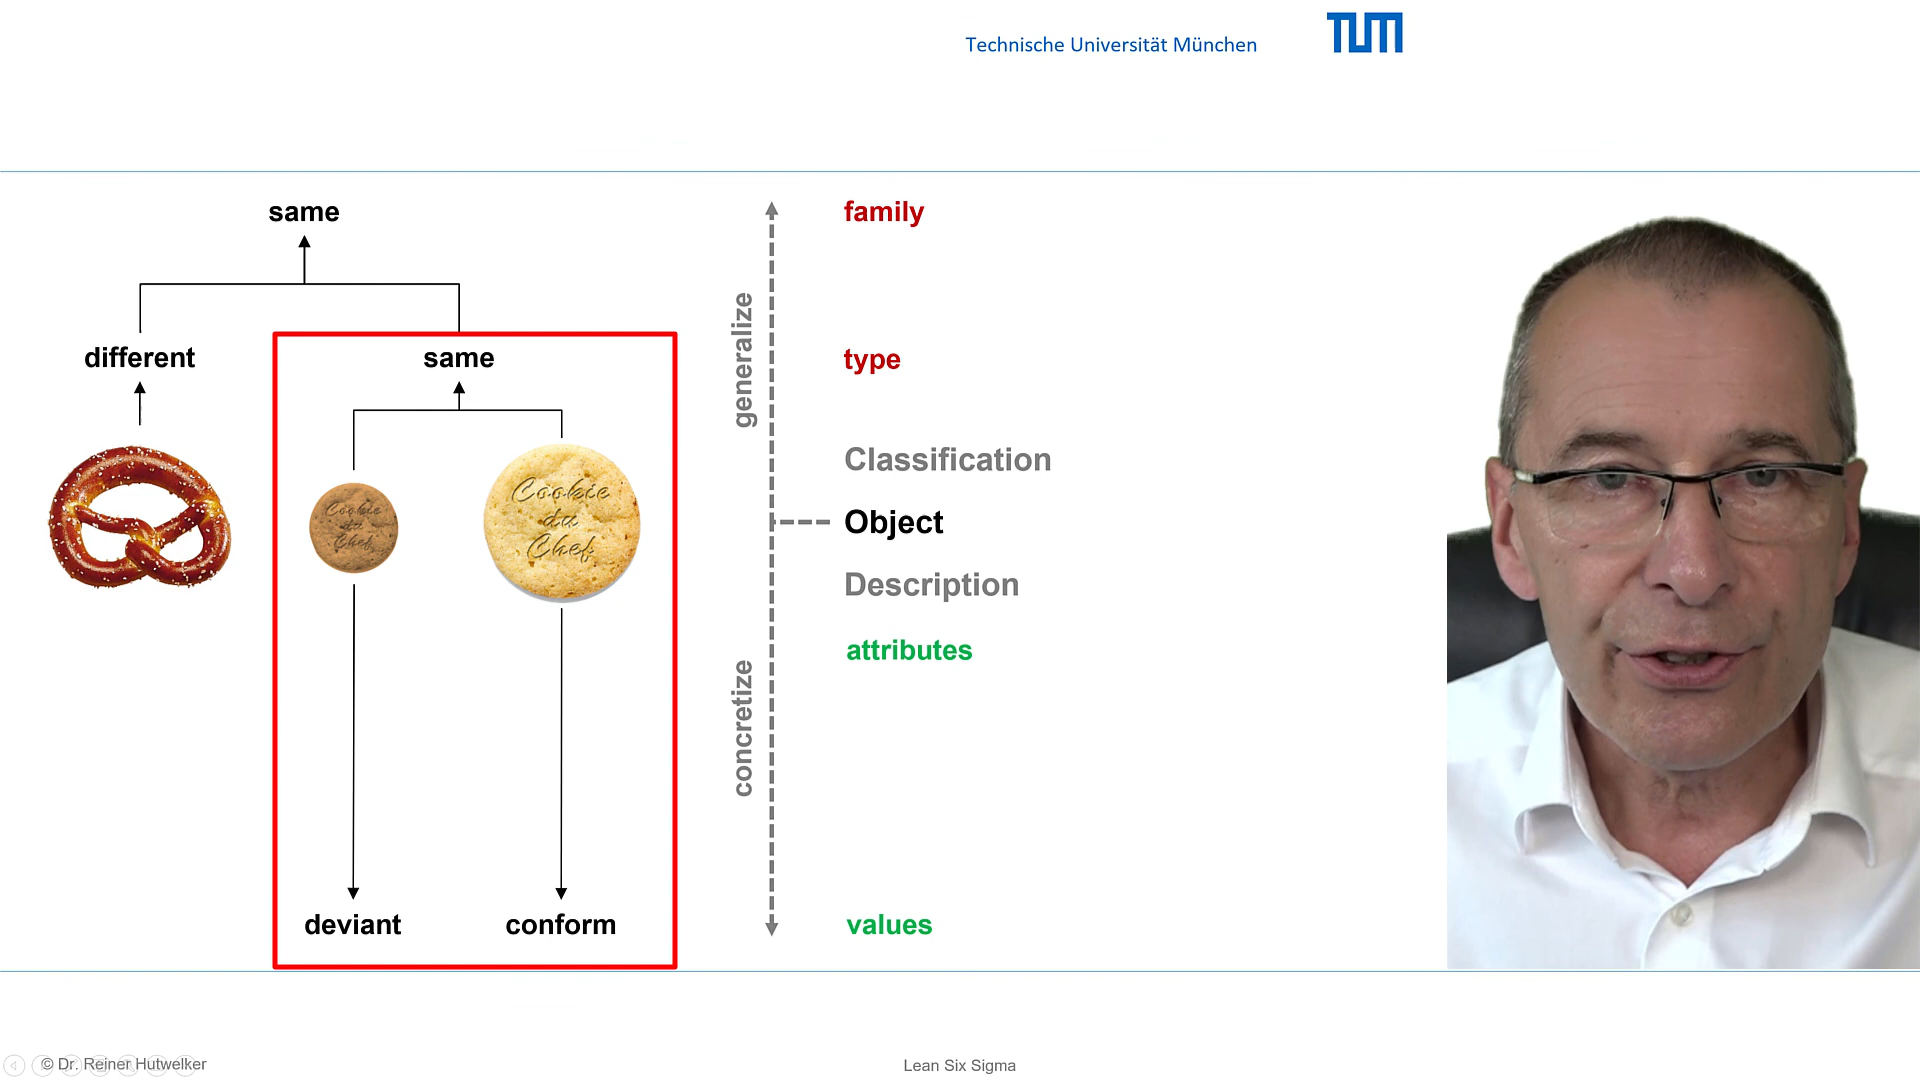 Technische Universität München
TUM
same
family
generalize
different
same
type
Classification
Cookie
du
Chef
Cookie
du
Chef
Object
Description
attributes
concretize
deviant
conform
values
© Dr. Reiner Hutwelker
Lean Six Sigma